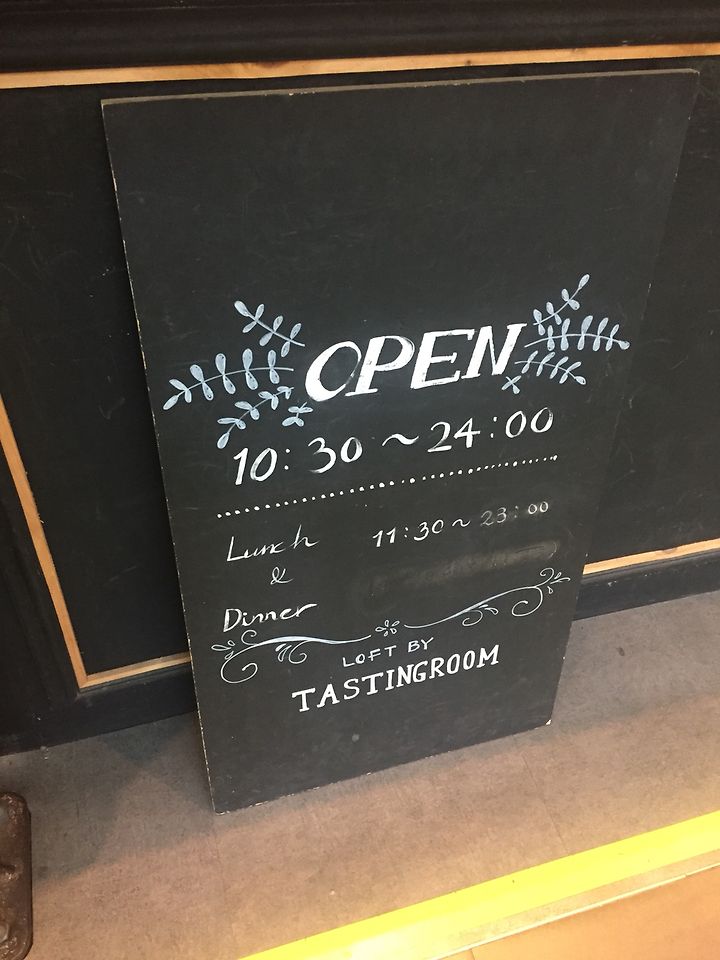 OPEN
10:30~24:00
Lunch 11:30~23:00
&
Dinner
LOFT BY
TASTINGROOM